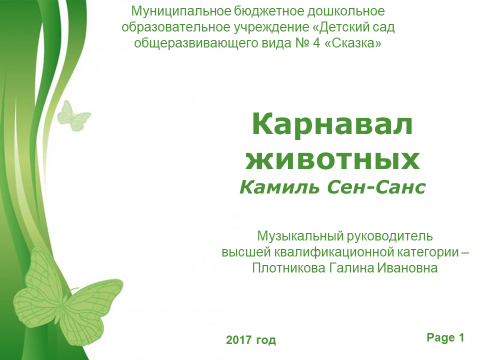 Муниципальное бюджетное дошкольное
образовательное учреждение «Детский сад
общеразвивающего вида № 4 «Сказка»
Карнавал
животных
Камиль Сен-Санс
Музыкальный руководитель
высшей квалификационной категории –
Плотникова Галина Ивановна
2017 год
Page 1